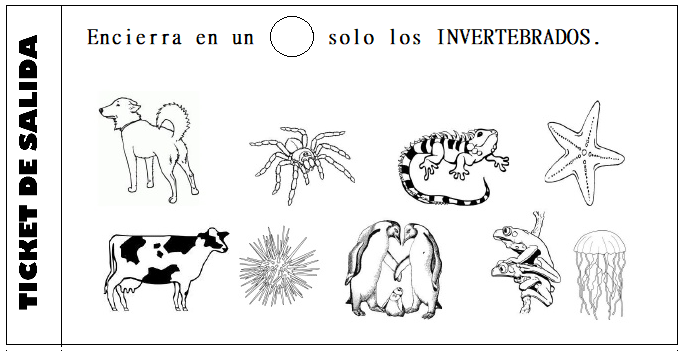 TICKET DE SALIDA
Encierra en un solo los INVERTEBRADOS.